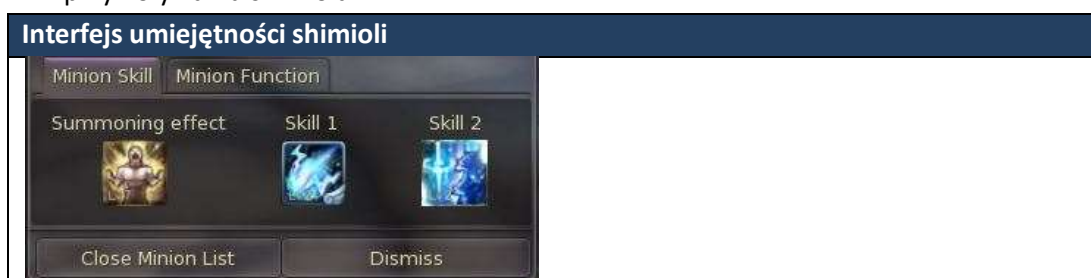 Interfejs umiejętności shimioli
Minion Skill Minion Function
Summoning effect Skill 1 Skill 2
Close Minion List Dismiss